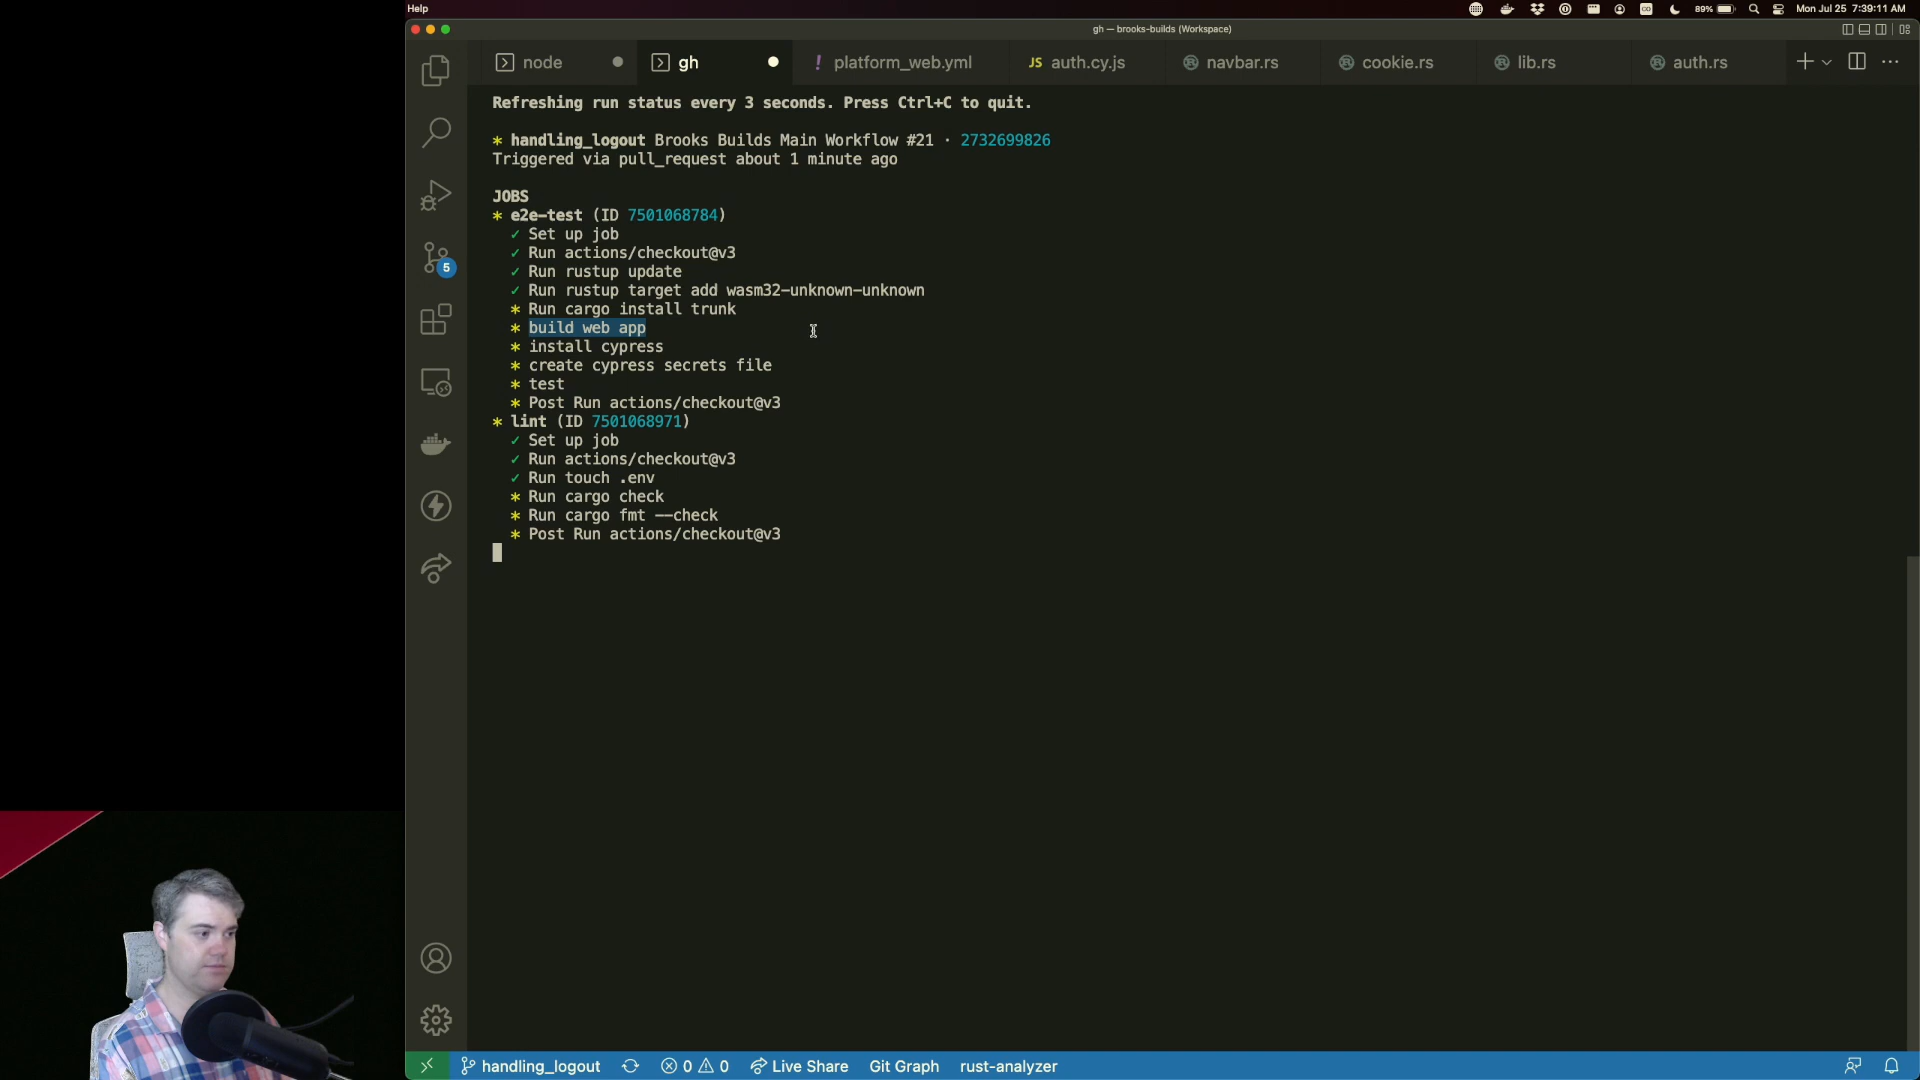 Help
89%
Mon Jul 25 7:39:11 AM
gh — brooks-builds (Workspace)
node
gh
! platform_web.yml
JS auth.cy.js
navbar.rs
cookie.rs
lib.rs
auth.rs
Refreshing run status every 3 seconds. Press Ctrl+C to quit.
* handling_logout Brooks Builds Main Workflow #21 · 2732699826
Triggered via pull_request about 1 minute ago
JOBS
* e2e-test (ID 7501068784)
✓ Set up job
✓ Run actions/checkout@v3
✓ Run rustup update
✓ Run rustup target add wasm32-unknown-unknown
* Run cargo install trunk
* build web app
* install cypress
* create cypress secrets file
* test
* Post Run actions/checkout@v3
* lint (ID 7501068971)
✓ Set up job
✓ Run actions/checkout@v3
✓ Run touch .env
* Run cargo check
* Run cargo fmt --check
* Post Run actions/checkout@v3
5
handling_logout
0
0
Live Share
Git Graph
rust-analyzer